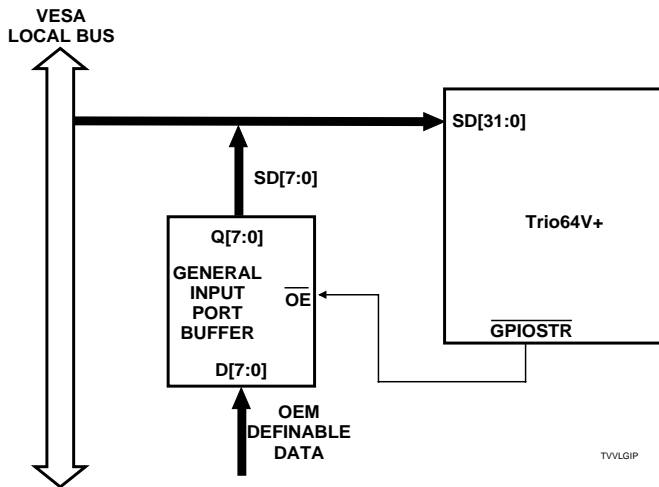 VESA
LOCAL BUS
SD[31:0]
SD[7:0]
Trio64V+
Q[7:0]
GENERAL
INPUT
PORT
BUFFER
OE
GPIOSTR
D[7:0]
OEM
DEFINABLE
DATA
TVVLGIP